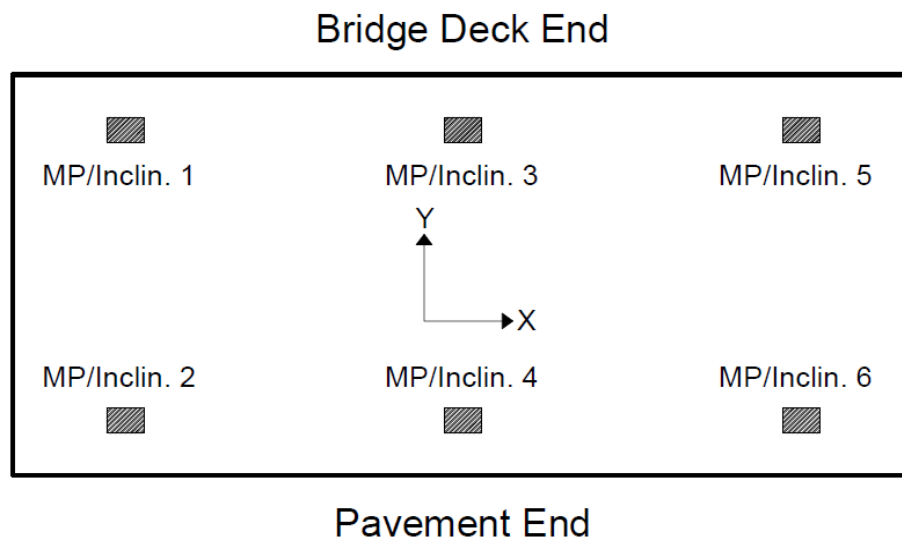 Bridge Deck End
MP/Inclin. 1
MP/Inclin. 3
MP/Inclin. 5
Y
X
MP/Inclin. 2
MP/Inclin. 4
MP/Inclin. 6
Pavement End